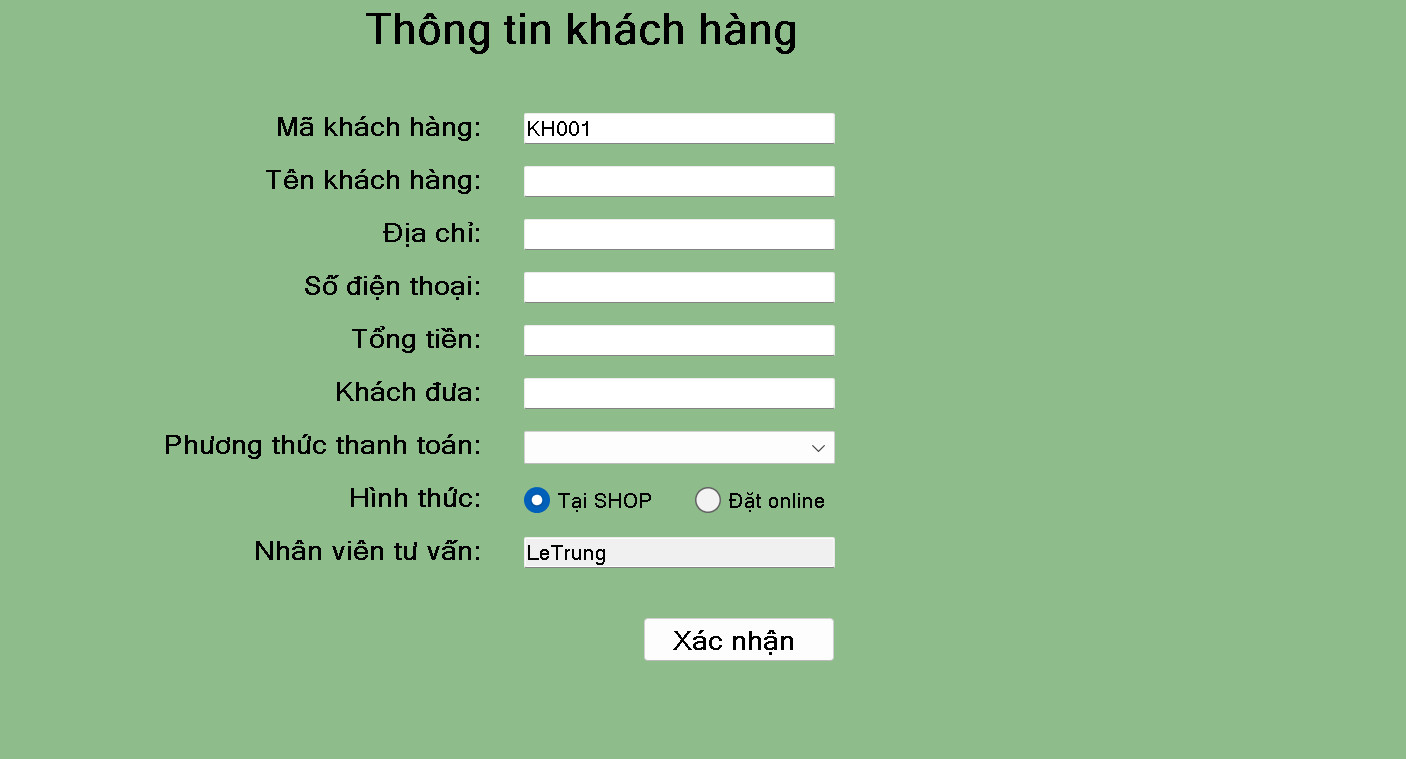 Thông tin khách hàng
Mã khách hàng: KH001
Tên khách hàng:
Địa chỉ:
Số điện thoại:
Tổng tiền:
Khách đưa:
Phương thức thanh toán:
Hình thức: Tại SHOP Đặt online
Nhân viên tư vấn: LeTrung
Xác nhận